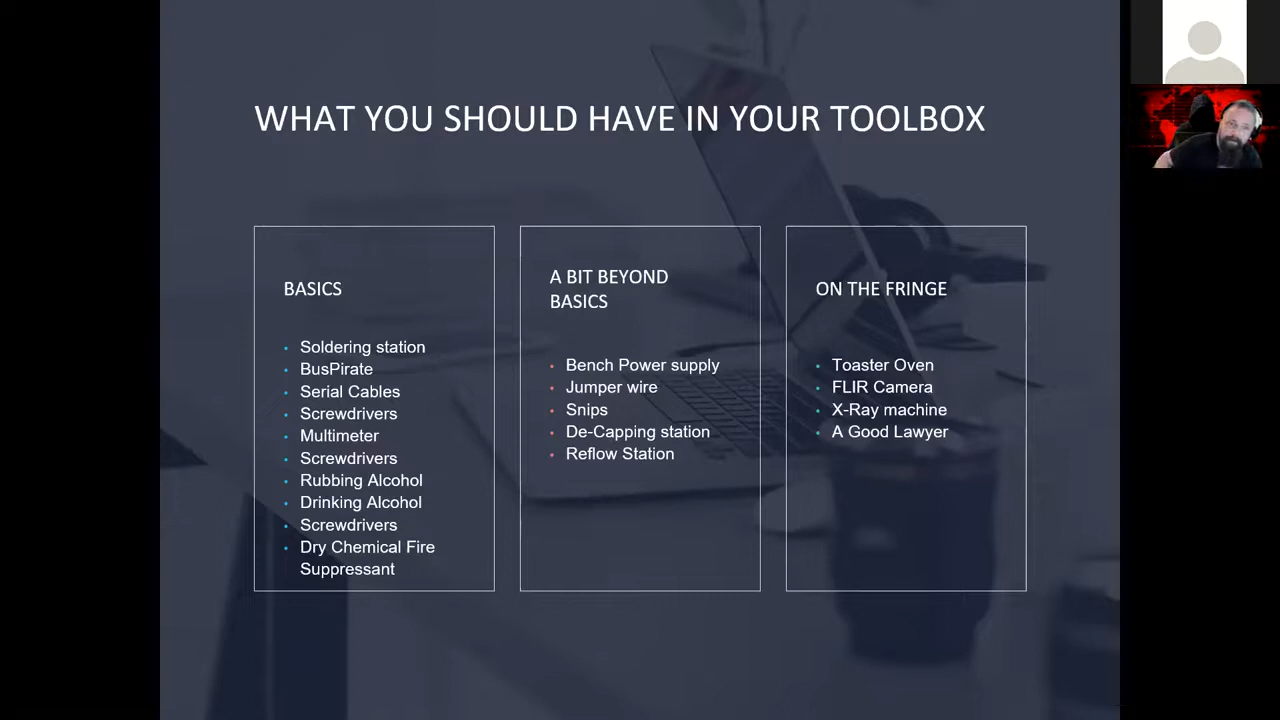 WHAT YOU SHOULD HAVE IN YOUR TOOLBOX
BASICS
Soldering station
BusPirate
Serial Cables
Screwdrivers
Multimeter
Screwdrivers
Rubbing Alcohol
Drinking Alcohol
Screwdrivers
Dry Chemical Fire
Suppressant
A BIT BEYOND
BASICS
Bench Power supply
Jumper wire
Snips
De-Capping station
Reflow Station
ON THE FRINGE
Toaster Oven
FLIR Camera
X-Ray machine
A Good Lawyer